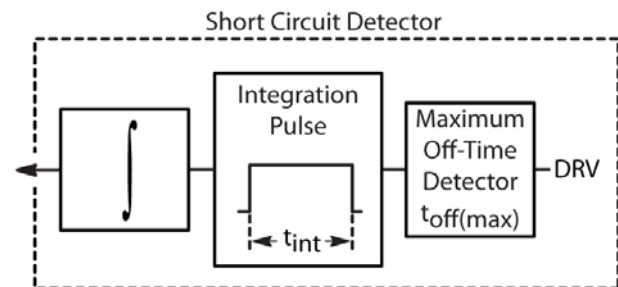 Short Circuit Detector
∫
Integration
Pulse
tint
Maximum
Off-Time
Detector
toff(max)
DRV